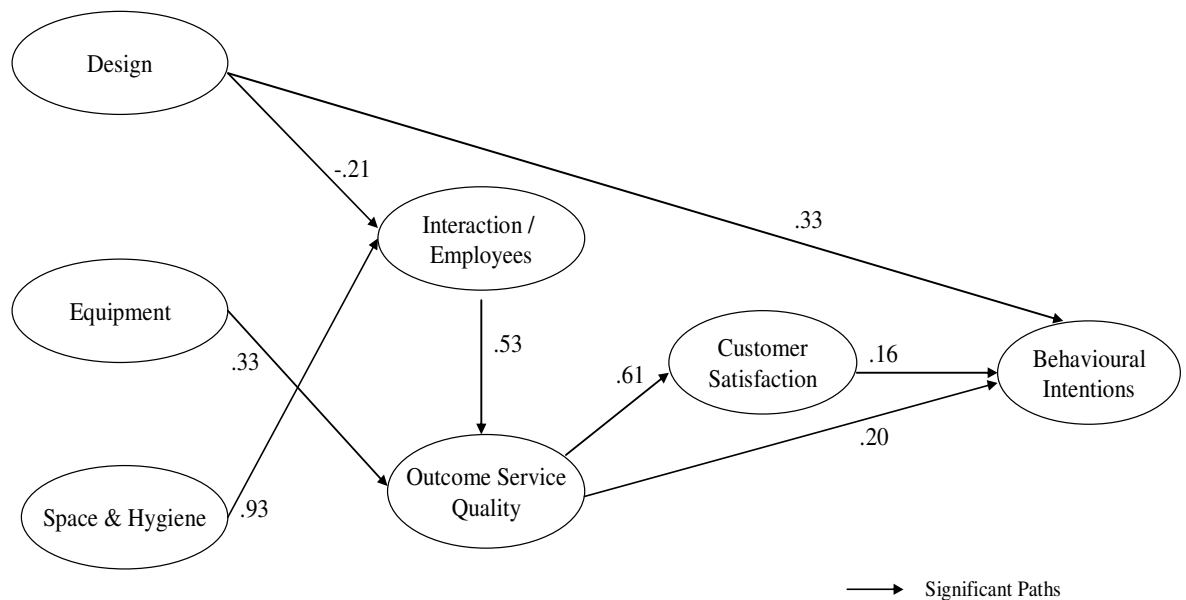 Design
-.21
Interaction /
Employees
.33
Equipment
.33
.53
Customer
Satisfaction
.16
Behavioural
Intentions
.61
.20
Space & Hygiene
.93
Outcome Service
Quality
Significant Paths